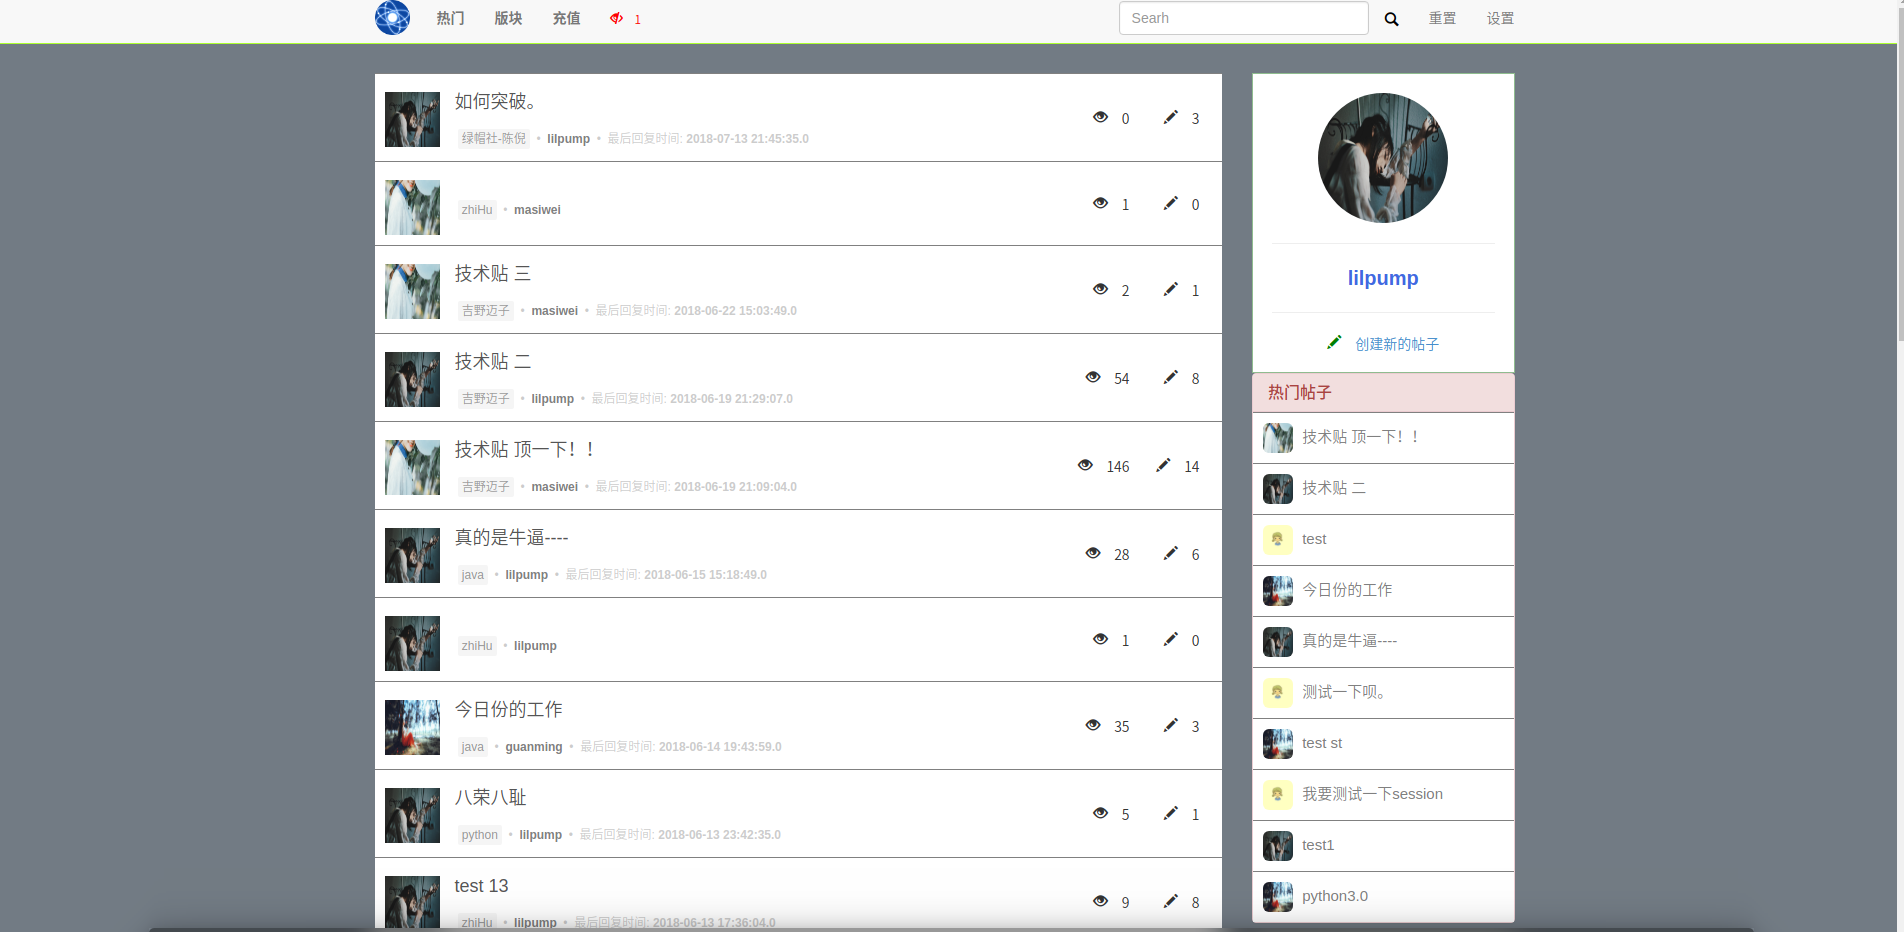 热门 版块 充值 1 Searh 重置 设置
如何突破。
0 3
绿帽社-陈倪 • lilpump • 最后回复时间: 2018-07-13 21:45:35.0
1 0
zhiHu • masiwei
技术贴 三
2 1
吉野迈子 • masiwei • 最后回复时间: 2018-06-22 15:03:49.0
技术贴 二
54 8
吉野迈子 • lilpump • 最后回复时间: 2018-06-19 21:29:07.0
技术贴 顶一下！！
146 14
吉野迈子 • masiwei • 最后回复时间: 2018-06-19 21:09:04.0
真的是牛逼----
28 6
java • lilpump • 最后回复时间: 2018-06-15 15:18:49.0
1 0
zhiHu • lilpump
今日份的工作
35 3
java • guanming • 最后回复时间: 2018-06-14 19:43:59.0
八荣八耻
5 1
python • lilpump • 最后回复时间: 2018-06-13 23:42:35.0
test 13
9 8
zhiHu • lilpump • 最后回复时间: 2018-06-13 17:36:04.0
lilpump
创建新的帖子
热门帖子
技术贴 顶一下！！
技术贴 二
test
今日份的工作
真的是牛逼----
测试一下呗。
test st
我要测试一下session
test1
python3.0